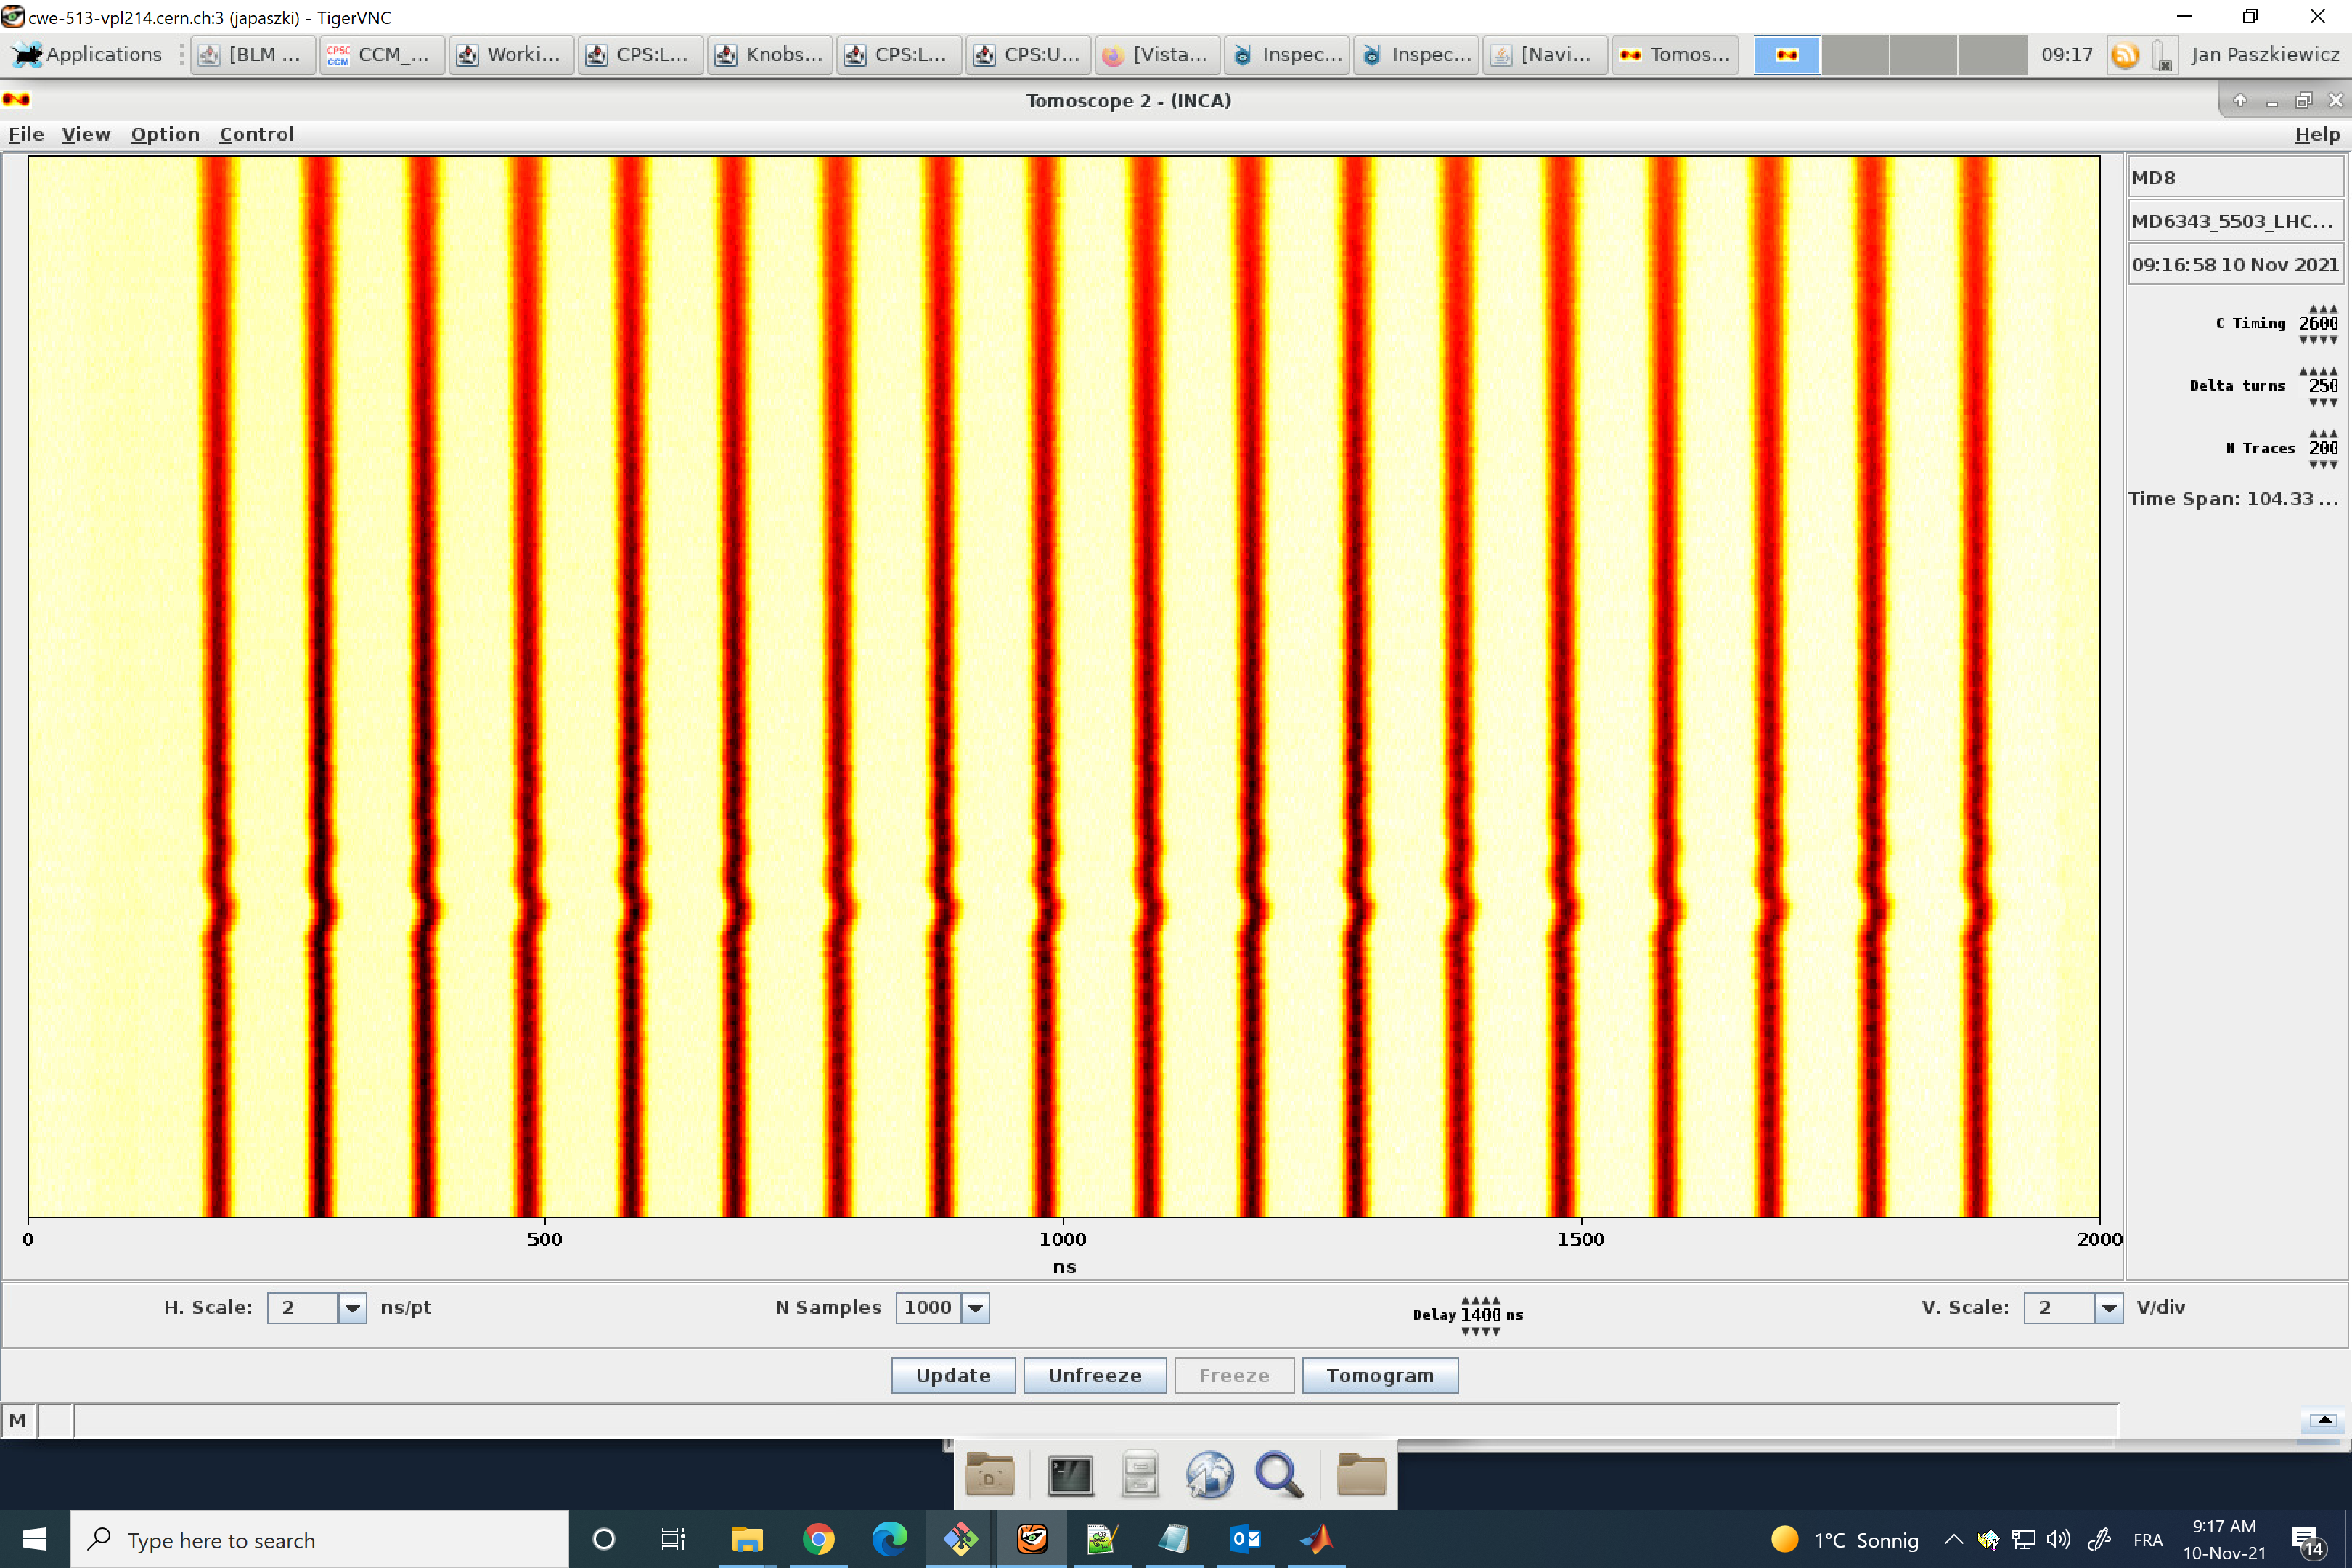 cwe-513-vpl214.cern.ch:3 (japaszki) - TigerVNC
Applications [BLM ... CPSC CCM CCM_... Worki... CPS:L... Knobs... CPS:L... CPS:U... [Vista... Inspec... Inspec... [Navi... Tomos... 09:17 Jan Paszkiewicz
Tomoscope 2 - (INCA)
File View Option Control Help
MD8
MD6343_5503_LHC...
09:16:58 10 Nov 2021
C Timing 2600
Delta turns 250
N Traces 200
Time Span: 104.33 ...
0 500 1000 1500 2000
ns
H. Scale: 2 ns/pt N Samples 1000 Delay 1400 ns V. Scale: 2 V/div
Update Unfreeze Freeze Tomogram
M
Type here to search 1°C Sonnig FRA 9:17 AM
10-Nov-21 14